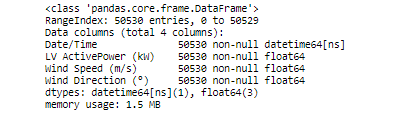 <class 'pandas.core.frame.DataFrame'>
RangeIndex: 50530 entries, 0 to 50529
Data columns (total 4 columns):
Date/Time              50530 non-null datetime64[ns]
LV ActivePower (kW)    50530 non-null float64
Wind Speed (m/s)       50530 non-null float64
Wind Direction (°)     50530 non-null float64
dtypes: datetime64[ns](1), float64(3)
memory usage: 1.5 MB